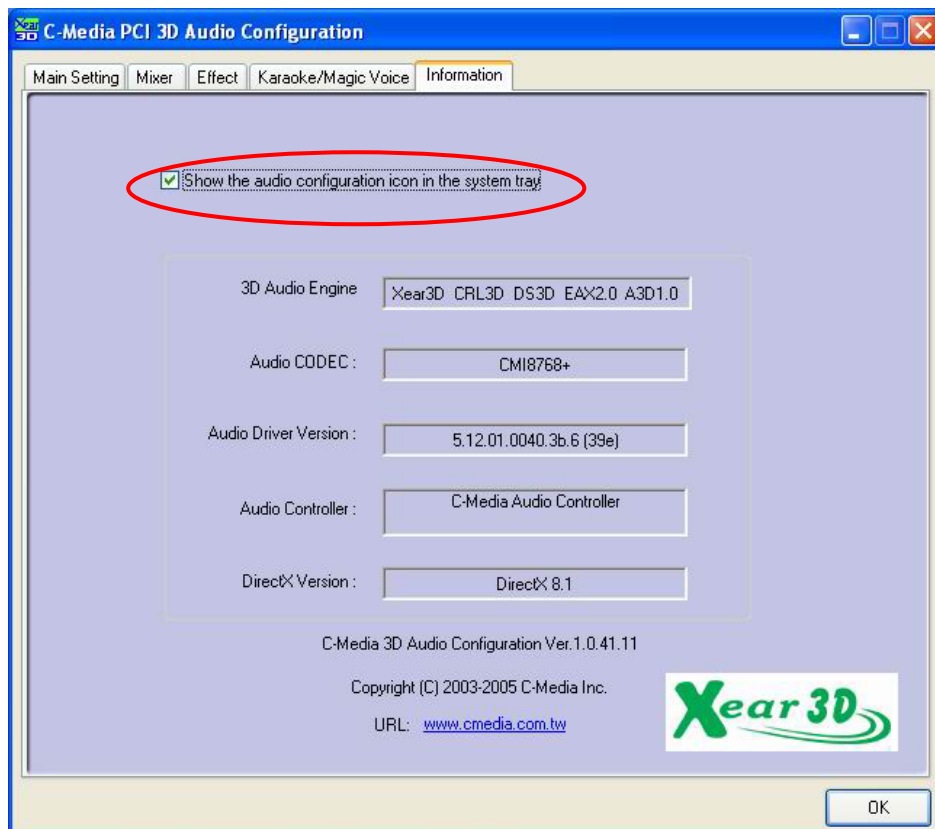 Xear 3D C-Media PCI 3D Audio Configuration
Main Setting Mixer Effect Karaoke/Magic Voice Information
Show the audio configuration icon in the system tray
3D Audio Engine Xear3D CRL3D DS3D EAX2.0 A3D1.0
Audio CODEC : CMI8768+
Audio Driver Version : 5.12.01.0040.3b.6 (39e)
Audio Controller : C-Media Audio Controller
DirectX Version : DirectX 8.1
C-Media 3D Audio Configuration Ver.1.0.41.11
Copyright (C) 2003-2005 C-Media Inc.
URL: www.cmedia.com.tw
Xear 3D
OK